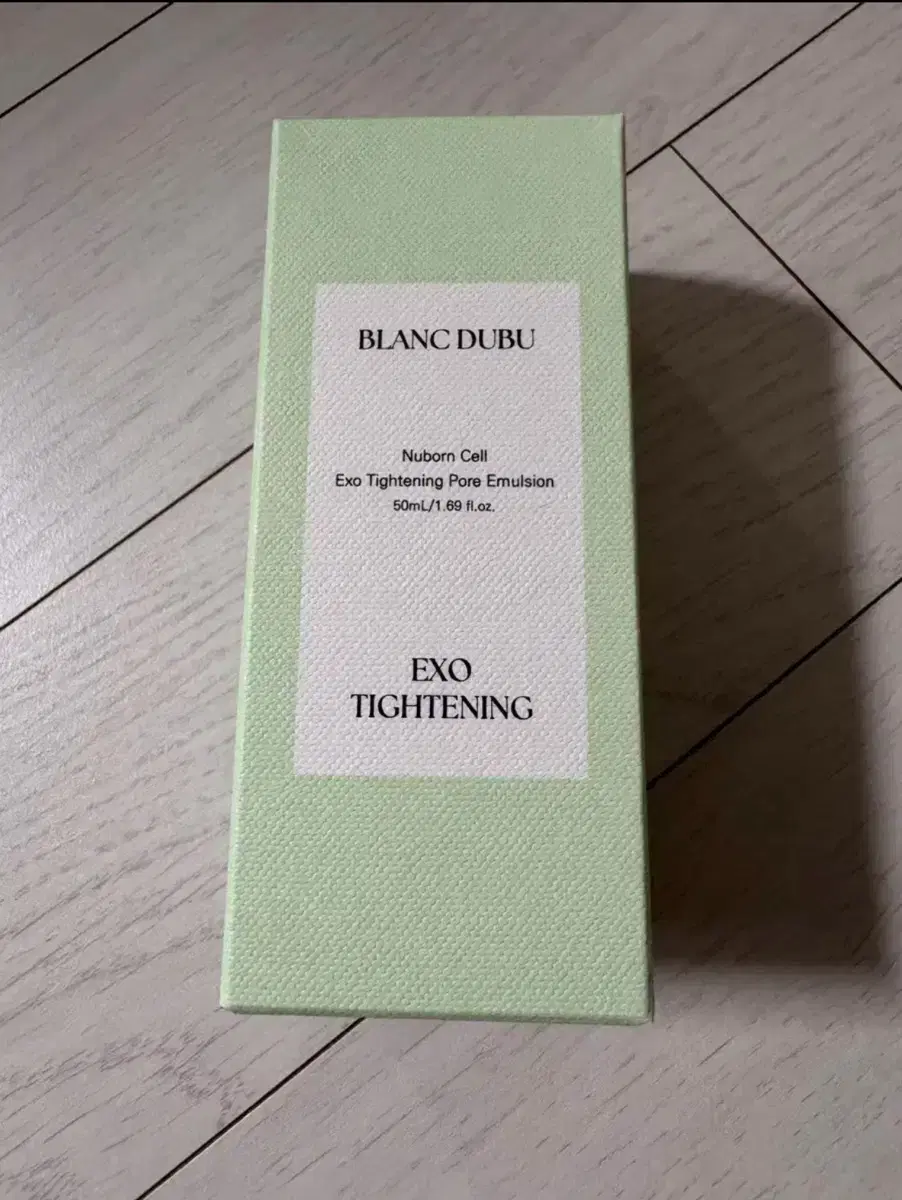 BLANC DUBU
Nuborn Cell
Exo Tightening Pore Emulsion
50mL/1.69 fl.oz.
EXO
TIGHTENING